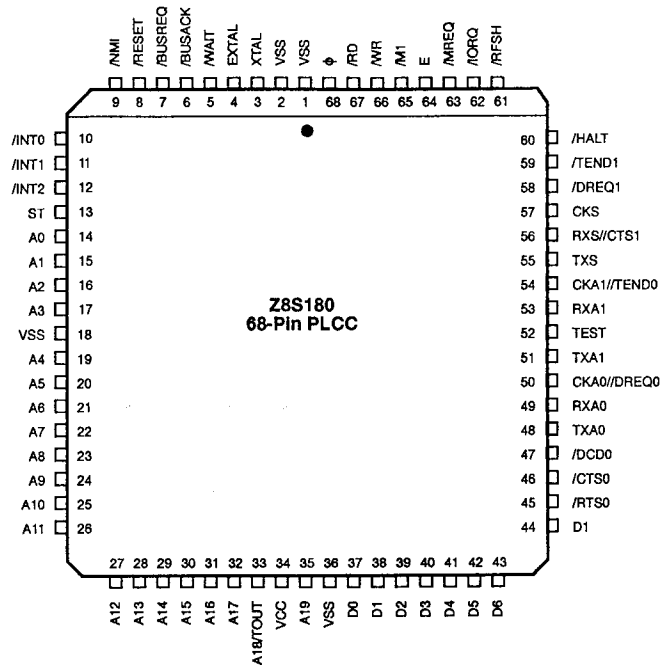 /NMI /RESET /BUSREQ /BUSACK /WAIT EXTAL XTAL VSS VSS ϕ /RD /WR /M1 E /MREQ /IORQ /RFSH
9 8 7 6 5 4 3 2 1 68 67 66 65 64 63 62 61
/INT0 10 60 /HALT
/INT1 11 59 /TEND1
/INT2 12 58 /DREQ1
ST 13 57 CKS
A0 14 56 RXS//CTS1
A1 15 55 TXS
A2 16 54 CKA1//TEND0
A3 17 53 RXA1
VSS 18 52 TEST
A4 19 51 TXA1
A5 20 50 CKA0//DREQ0
A6 21 49 RXA0
A7 22 48 TXA0
A8 23 47 /DCD0
A9 24 46 /CTS0
A10 25 45 /RTS0
A11 26 44 D1
Z8S180
68-Pin PLCC
27 28 29 30 31 32 33 34 35 36 37 38 39 40 41 42 43
A12 A13 A14 A15 A16 A17 A18/TOUT VCC A19 VSS D0 D1 D2 D3 D4 D5 D6